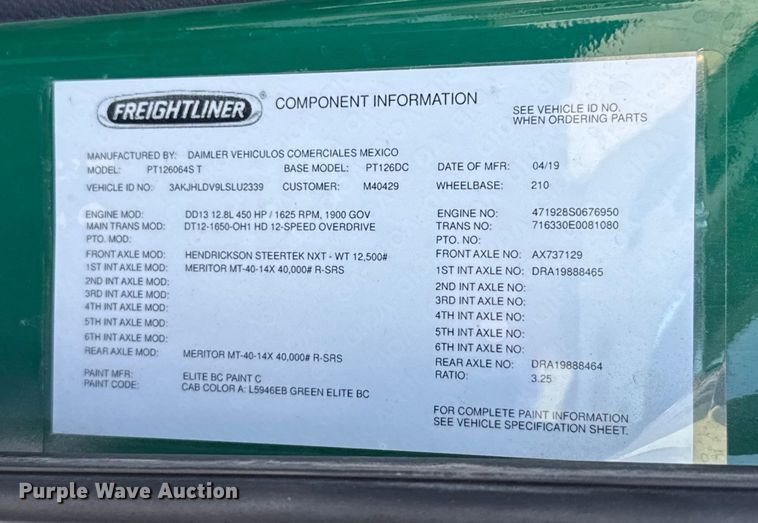 FREIGHTLINER® COMPONENT INFORMATION
SEE VEHICLE ID NO.
WHEN ORDERING PARTS
MANUFACTURED BY: DAIMLER VEHICULOS COMERCIALES MEXICO
MODEL: PT126064S T BASE MODEL: PT126DC DATE OF MFR: 04/19
VEHICLE ID NO: 3AKJHLDV9LSLU2339 CUSTOMER: M40429 WHEELBASE: 210
ENGINE MOD: DD13 12.8L 450 HP / 1625 RPM, 1900 GOV ENGINE NO: 471928S0676950
MAIN TRANS MOD: DT12-1650-OH1 HD 12-SPEED OVERDRIVE TRANS NO: 716330E0081080
PTO. MOD: PTO. NO:
FRONT AXLE MOD: HENDRICKSON STEERTEK NXT - WT 12,500# FRONT AXLE NO: AX737129
1ST INT AXLE MOD: MERITOR MT-40-14X 40,000# R-SRS 1ST INT AXLE NO: DRA19888465
2ND INT AXLE MOD: 2ND INT AXLE NO:
3RD INT AXLE MOD: 3RD INT AXLE NO:
4TH INT AXLE MOD: 4TH INT AXLE NO:
5TH INT AXLE MOD: 5TH INT AXLE NO:
6TH INT AXLE MOD: 6TH INT AXLE NO:
REAR AXLE MOD: MERITOR MT-40-14X 40,000# R-SRS REAR AXLE NO: DRA19888464
RATIO: 3.25
PAINT MFR: ELITE BC PAINT C
PAINT CODE: CAB COLOR A: L5946EB GREEN ELITE BC
FOR COMPLETE PAINT INFORMATION
SEE VEHICLE SPECIFICATION SHEET.
Purple Wave Auction